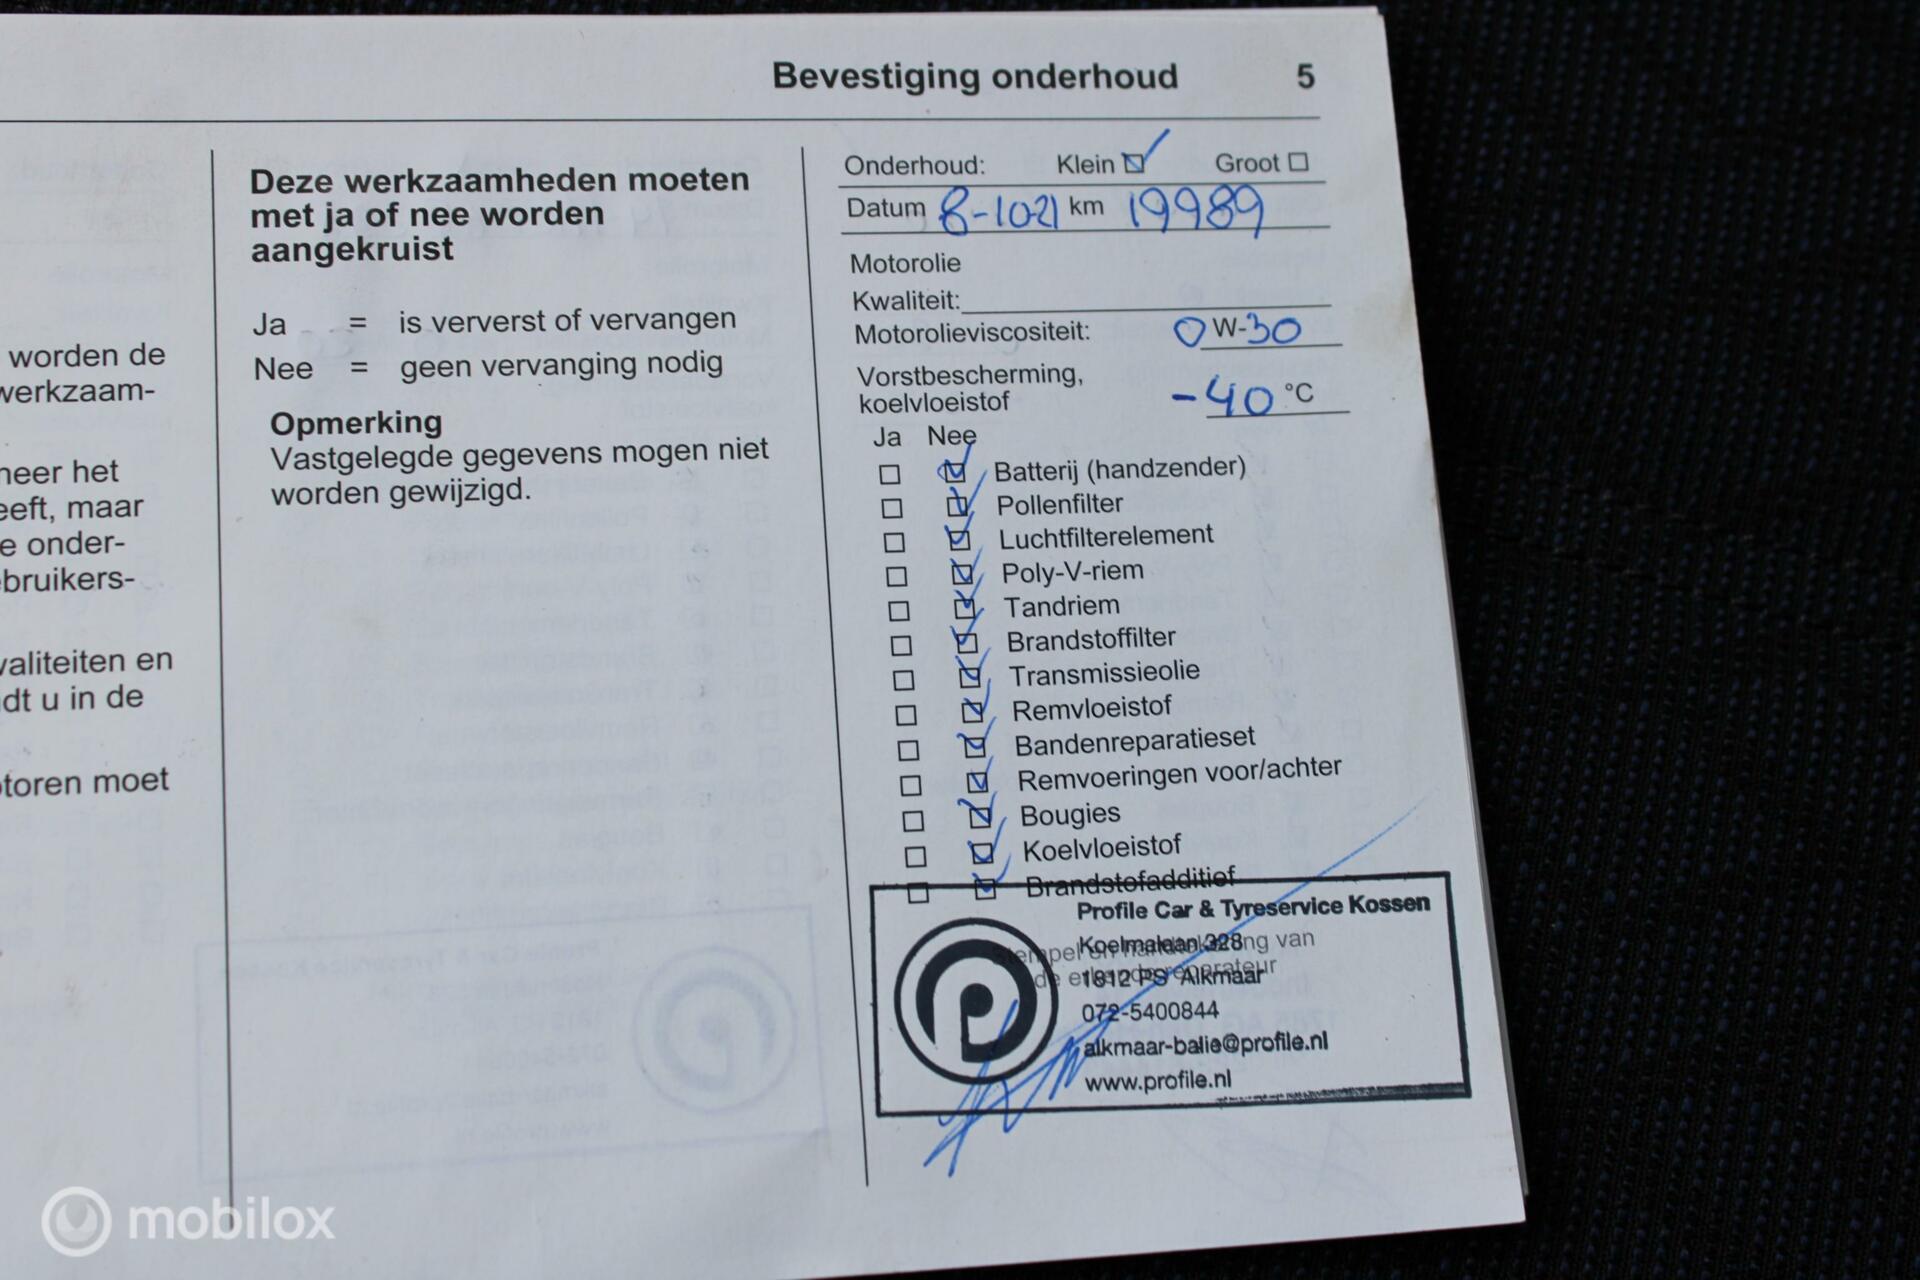 Bevestiging onderhoud 5
worden de
werkzaam-
neer het
eeft, maar
e onder-
ebruikers-
valiteiten en
dt u in de
otoren moet
Deze werkzaamheden moeten
met ja of nee worden
aangekruist
Ja = is ververst of vervangen
Nee = geen vervanging nodig
Opmerking
Vastgelegde gegevens mogen niet
worden gewijzigd.
Onderhoud: Klein Groot
Datum 8-10-21 km 19989
Motorolie
Kwaliteit:
Motorolieviscositeit: 0 W-30
Vorstbescherming,
koelvloeistof -40 °C
Ja Nee
Batterij (handzender)
Pollenfilter
Luchtfilterelement
Poly-V-riem
Tandriem
Brandstoffilter
Transmissieolie
Remvloeistof
Bandenreparatieset
Remvoeringen voor/achter
Bougies
Koelvloeistof
Brandstofadditief
Profile Car & Tyreservice Kossen
Koelmalaan 328
1812 PS Alkmaar
072-5400844
alkmaar-balie@profile.nl
www.profile.nl
mobilox